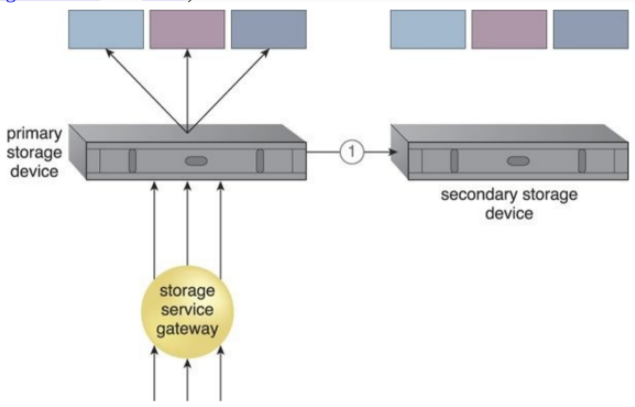 primary
storage
device
1
secondary storage
device
storage
service
gateway